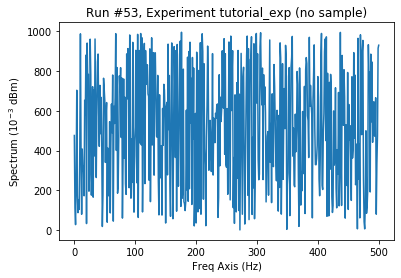 Run #53, Experiment tutorial_exp (no sample)
1000
800
600
400
200
0
Spectrum (10⁻³ dBm)
0 100 200 300 400 500
Freq Axis (Hz)